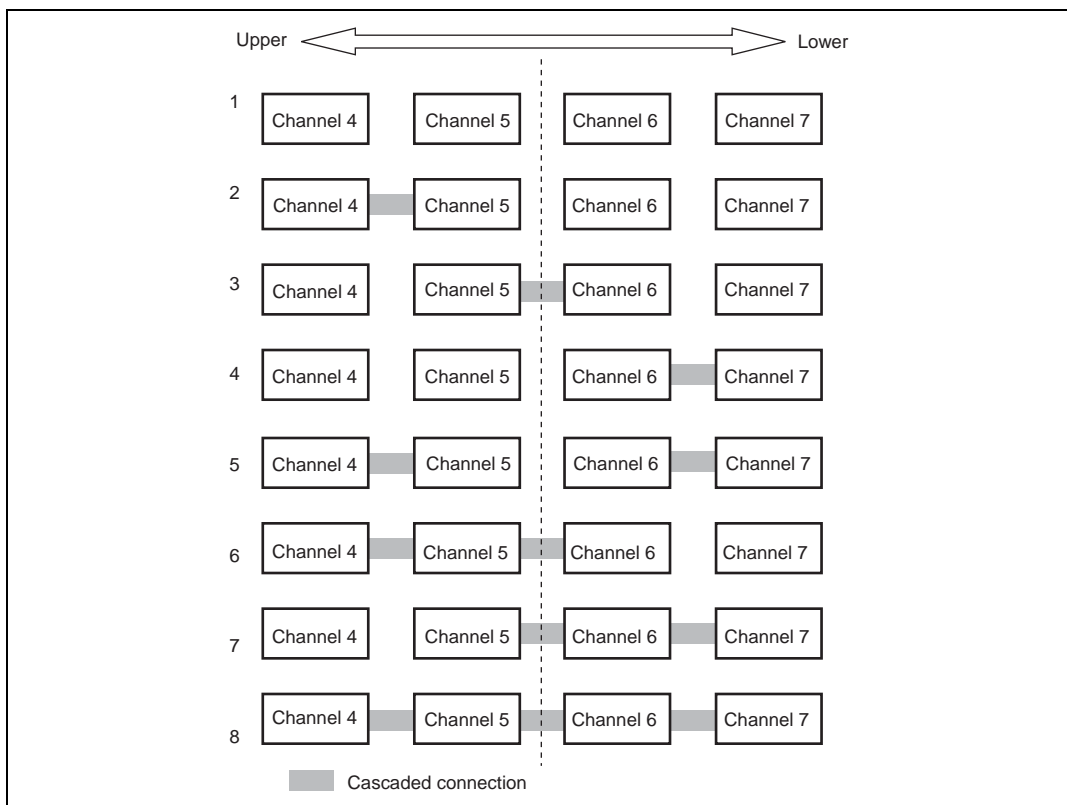 Upper Lower
1 Channel 4 Channel 5 Channel 6 Channel 7
2 Channel 4 Channel 5 Channel 6 Channel 7
3 Channel 4 Channel 5 Channel 6 Channel 7
4 Channel 4 Channel 5 Channel 6 Channel 7
5 Channel 4 Channel 5 Channel 6 Channel 7
6 Channel 4 Channel 5 Channel 6 Channel 7
7 Channel 4 Channel 5 Channel 6 Channel 7
8 Channel 4 Channel 5 Channel 6 Channel 7
Cascaded connection